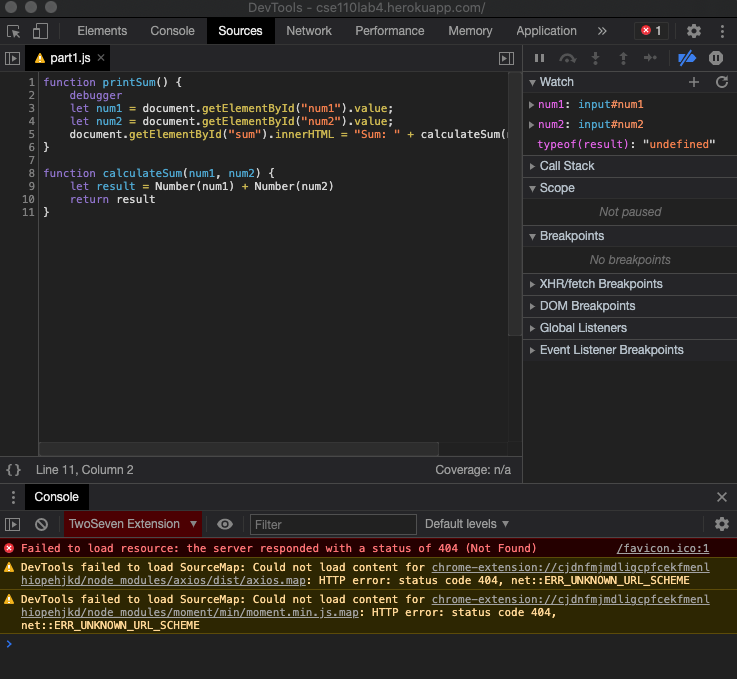 DevTools - cse110lab4.herokuapp.com/
Elements Console Sources Network Performance Memory Application » 1
part1.js ×
1 function printSum() {
2 debugger
3 let num1 = document.getElementById("num1").value;
4 let num2 = document.getElementById("num2").value;
5 document.getElementById("sum").innerHTML = "Sum: " + calculateSum(
6 }
7
8 function calculateSum(num1, num2) {
9 let result = Number(num1) + Number(num2)
10 return result
11 }
Watch
num1: input#num1
num2: input#num2
typeof(result): "undefined"
Call Stack
Scope
Not paused
Breakpoints
No breakpoints
XHR/fetch Breakpoints
DOM Breakpoints
Global Listeners
Event Listener Breakpoints
{} Line 11, Column 2 Coverage: n/a
Console
TwoSeven Extension Filter Default levels
Failed to load resource: the server responded with a status of 404 (Not Found) /favicon.ico:1
DevTools failed to load SourceMap: Could not load content for chrome-extension://cjdnfmjmdligcpfcekfmenl
hiopehjkd/node_modules/axios/dist/axios.map: HTTP error: status code 404, net::ERR_UNKNOWN_URL_SCHEME
DevTools failed to load SourceMap: Could not load content for chrome-extension://cjdnfmjmdligcpfcekfmenl
hiopehjkd/node_modules/moment/min/moment.min.js.map: HTTP error: status code 404,
net::ERR_UNKNOWN_URL_SCHEME